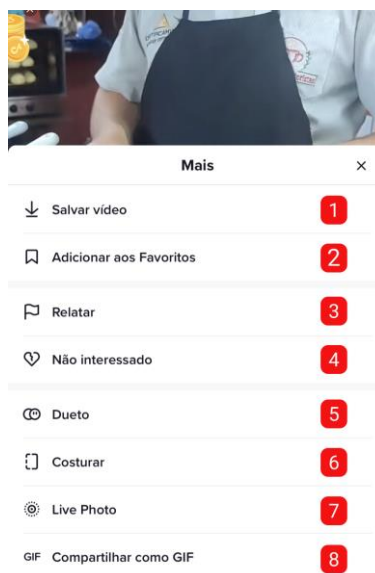 Mais
Salvar vídeo 1
Adicionar aos Favoritos 2
Relatar 3
Não interessado 4
Dueto 5
Costurar 6
Live Photo 7
GIF Compartilhar como GIF 8